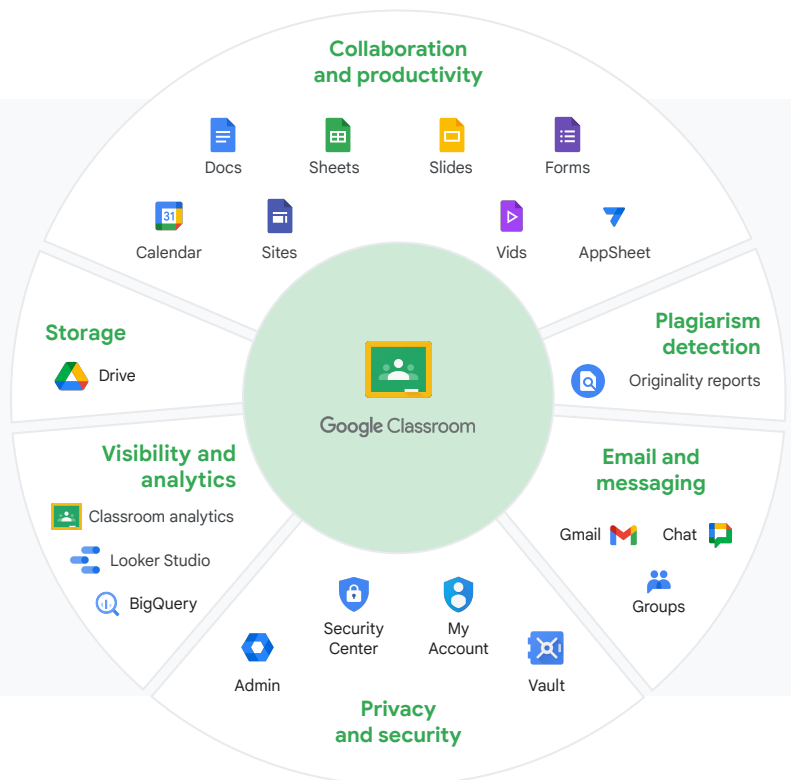 Collaboration
and productivity
Docs
Sheets
Slides
Forms
31
Calendar
Sites
Vids
AppSheet
Storage
Drive
Plagiarism
detection
Originality reports
Google Classroom
Visibility and
analytics
Classroom analytics
Looker Studio
BigQuery
Email and
messaging
Gmail
Chat
Groups
Security
Center
My
Account
Admin
Vault
Privacy
and security